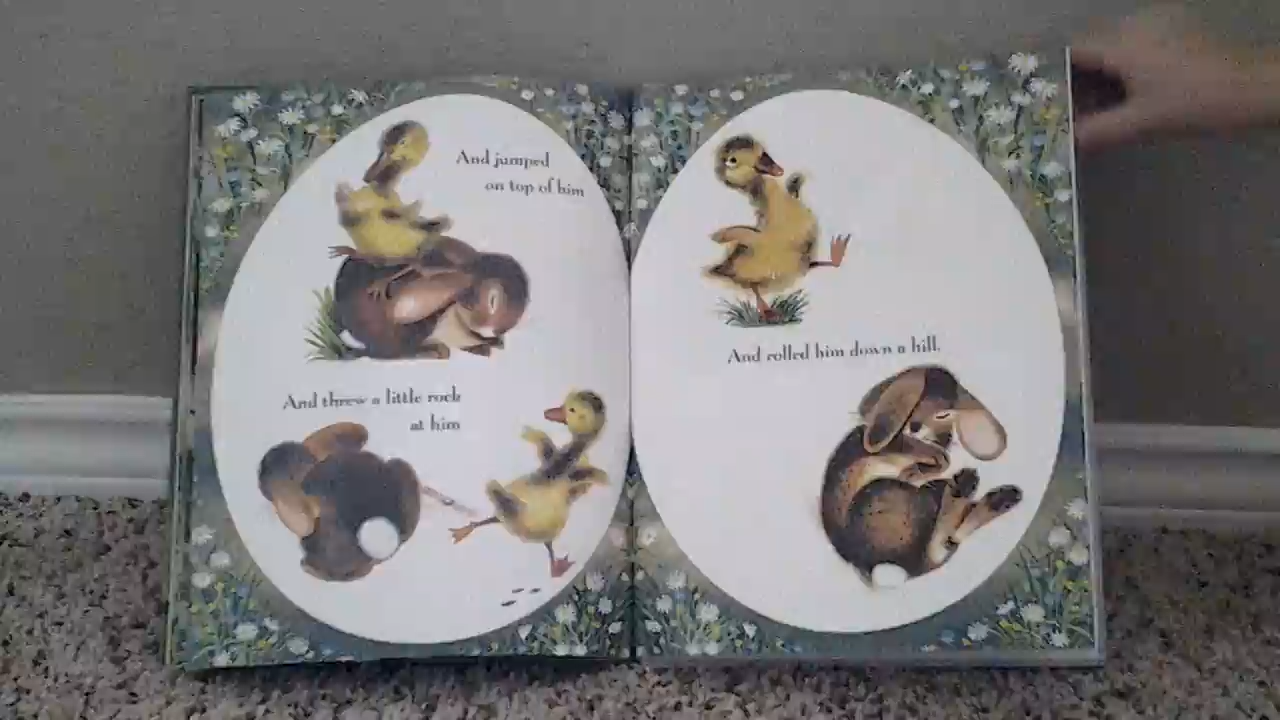 And jumped
on top of him
And threw a little rock
at him
And rolled him down a hill.